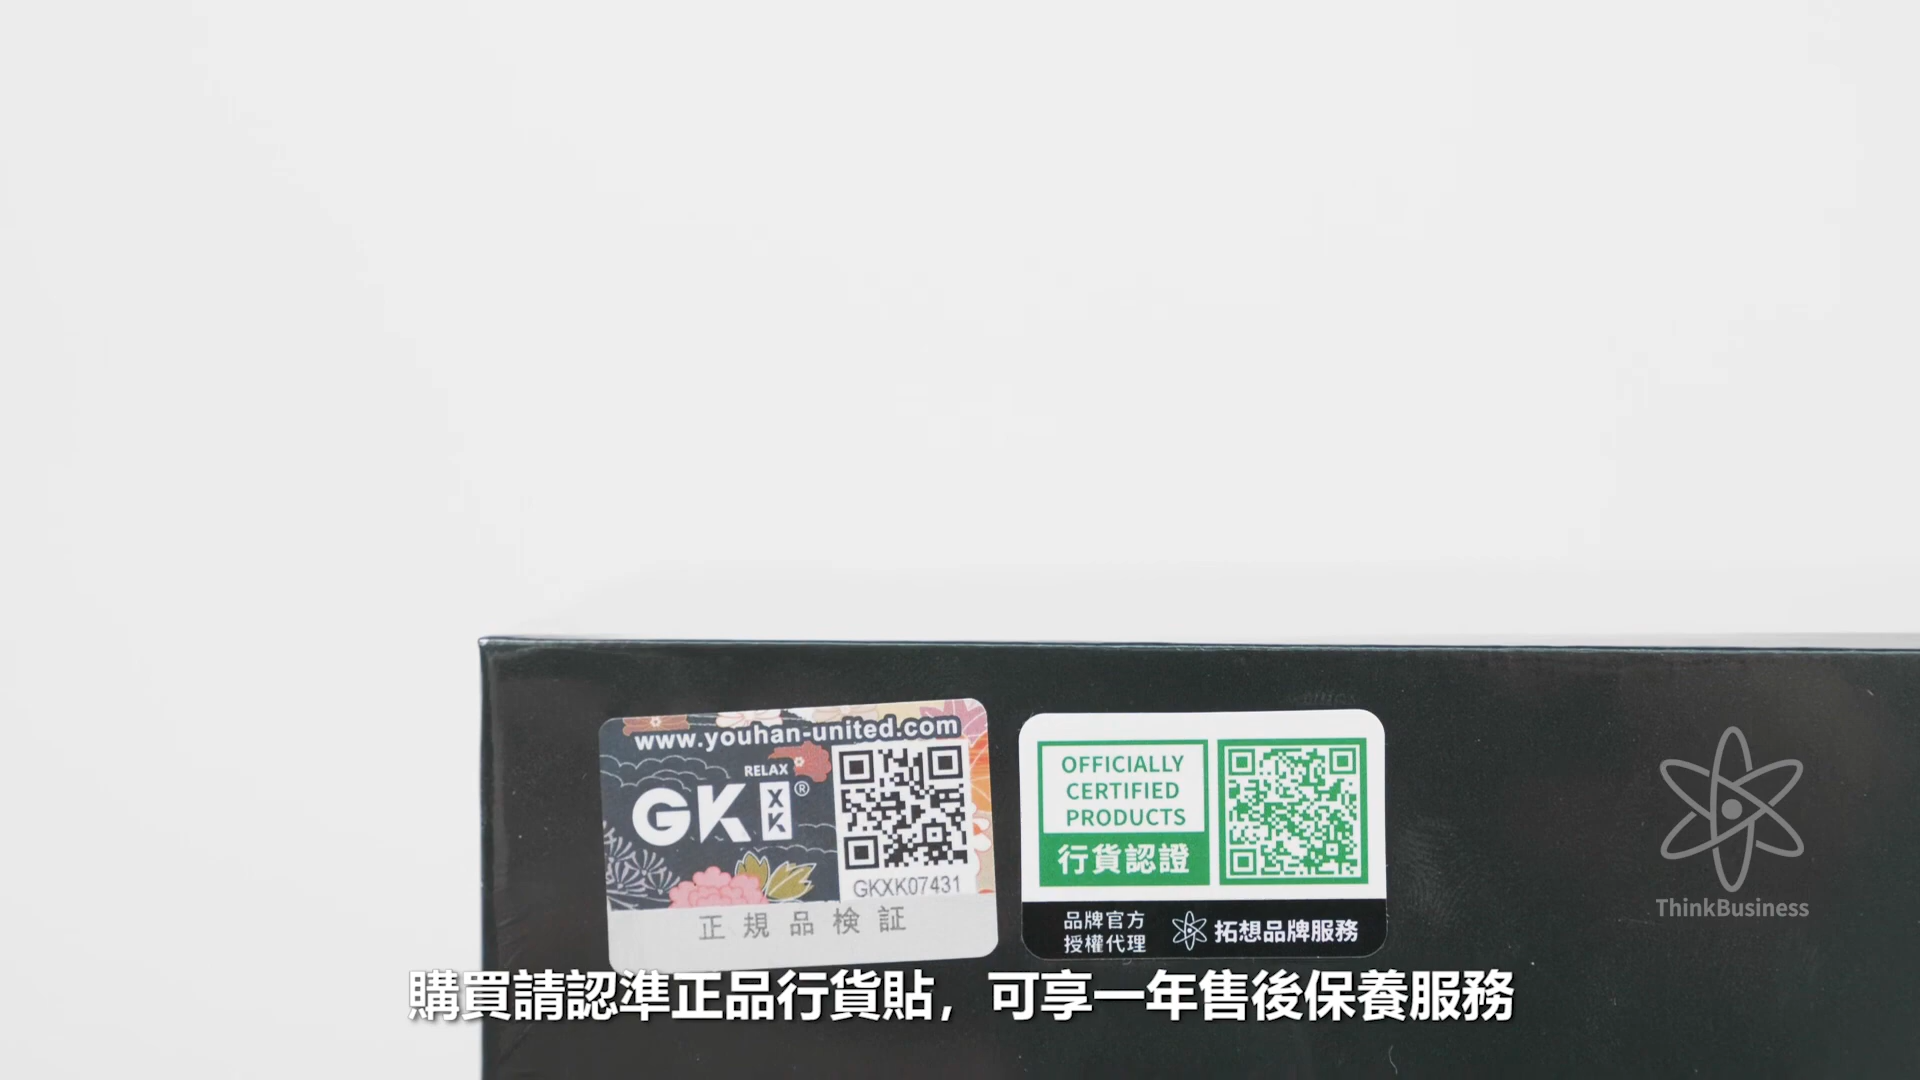 www.youhan-united.com
RELAX
GK XXK®
GKXK07431
正規品検証
OFFICIALLY
CERTIFIED
PRODUCTS
行貨認證
品牌官方
授權代理
拓想品牌服務
ThinkBusiness
購買請認準正品行貨貼，可享一年售後保養服務